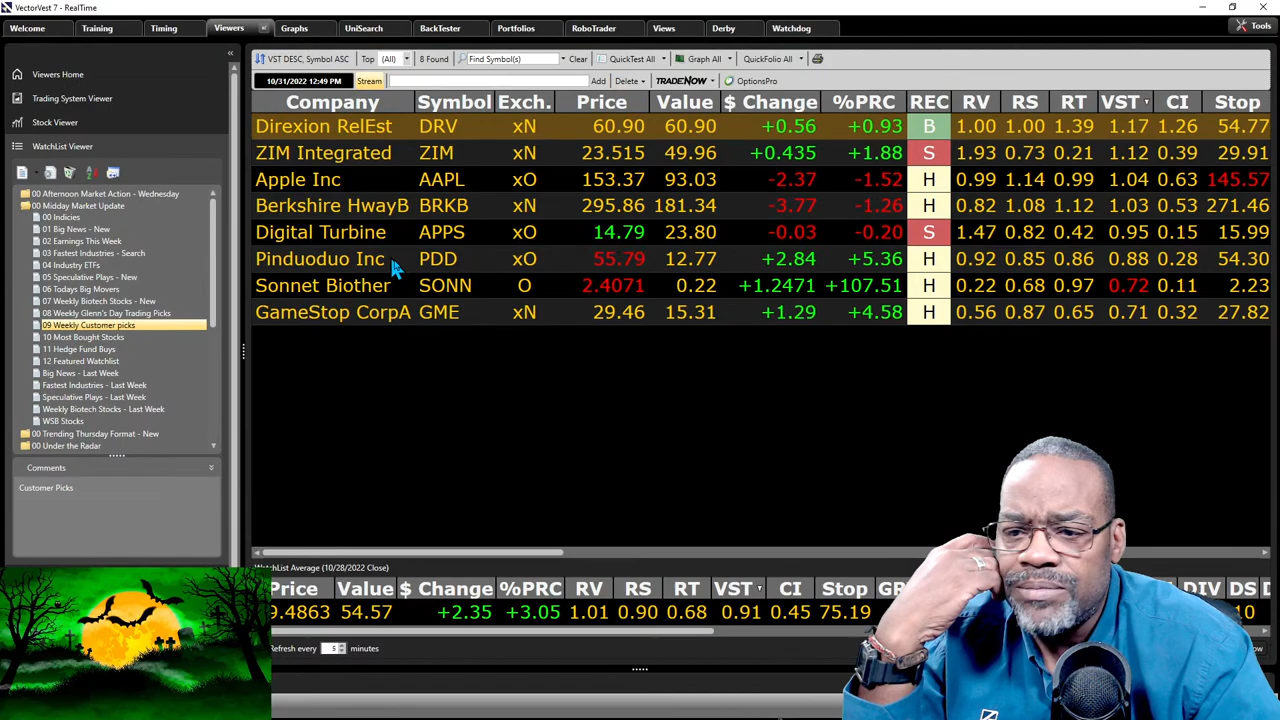 VectorVest 7 - RealTime
Welcome Training Timing Viewers Graphs UniSearch BackTester Portfolios RoboTrader Views Derby Watchdog Tools
VST DESC, Symbol ASC Top (All) 8 Found Find Symbol(s) Clear QuickTest All Graph All QuickFolio All
10/31/2022 12:49 PM Stream Add Delete TRADENOW OptionsPro
Viewers Home
Trading System Viewer
Stock Viewer
WatchList Viewer
00 Afternoon Market Action - Wednesday
00 Midday Market Update
00 Indicies
01 Big News - New
02 Earnings This Week
03 Fastest Industries - Search
04 Industry ETFs
05 Speculative Plays - New
06 Todays Big Movers
07 Weekly Biotech Stocks - New
08 Weekly Glenn's Day Trading Picks
09 Weekly Customer picks
10 Most Bought Stocks
11 Hedge Fund Buys
12 Featured Watchlist
Big News - Last Week
Fastest Industries - Last Week
Speculative Plays - Last Week
Weekly Biotech Stocks - Last Week
WSB Stocks
00 Trending Thursday Format - New
00 Under the Radar
Comments
Customer Picks
Company Symbol Exch. Price Value $ Change %PRC REC RV RS RT VST CI Stop
Direxion RelEst DRV xN 60.90 60.90 +0.56 +0.93 B 1.00 1.00 1.39 1.17 1.26 54.77
ZIM Integrated ZIM xN 23.515 49.96 +0.435 +1.88 S 1.93 0.73 0.21 1.12 0.39 29.91
Apple Inc AAPL xO 153.37 93.03 -2.37 -1.52 H 0.99 1.14 0.99 1.04 0.63 145.57
Berkshire HwayB BRKB xN 295.86 181.34 -3.77 -1.26 H 0.82 1.08 1.12 1.03 0.53 271.46
Digital Turbine APPS xO 14.79 23.80 -0.03 -0.20 S 1.47 0.82 0.42 0.95 0.15 15.99
Pinduoduo Inc PDD xO 55.79 12.77 +2.84 +5.36 H 0.92 0.85 0.86 0.88 0.28 54.30
Sonnet Biother SONN O 2.4071 0.22 +1.2471 +107.51 H 0.22 0.68 0.97 0.72 0.11 2.23
GameStop CorpA GME xN 29.46 15.31 +1.29 +4.58 H 0.56 0.87 0.65 0.71 0.32 27.82
WatchList Average (10/28/2022 Close)
Price Value $ Change %PRC RV RS RT VST CI Stop DIV DS
9.4863 54.57 +2.35 +3.05 1.01 0.90 0.68 0.91 0.45 75.19
Refresh every 5 minutes